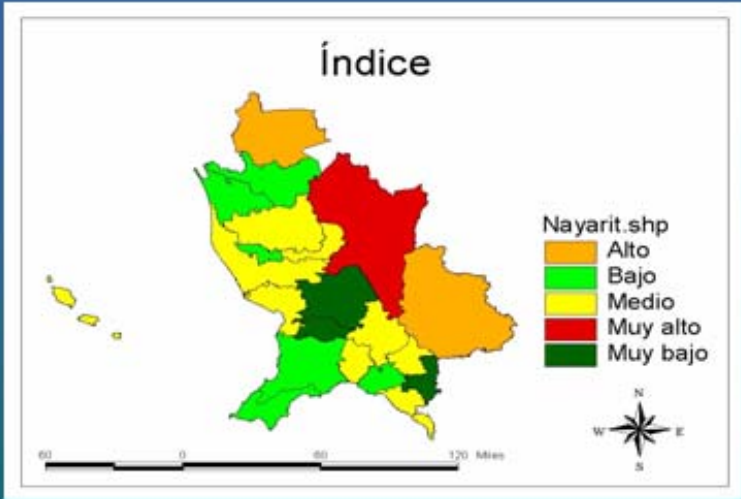 Índice
Nayarit.shp
Alto
Bajo
Medio
Muy alto
Muy bajo
N
W E
S
60 0 60 120 Miles